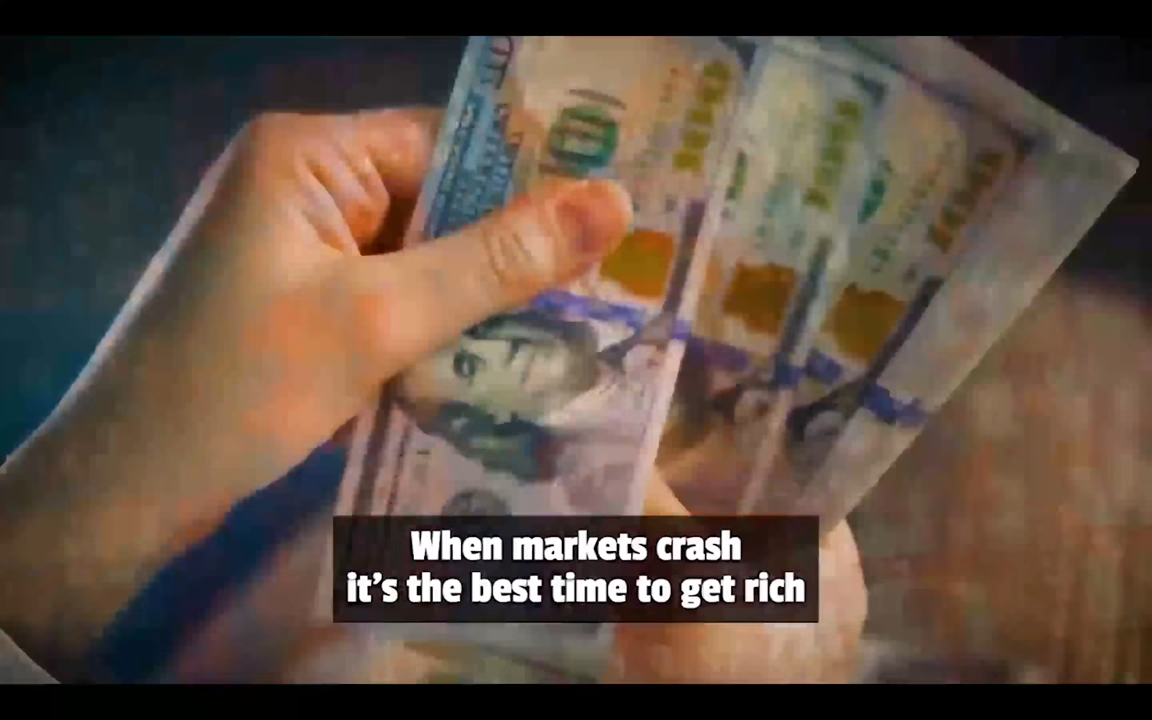 When markets crash
it’s the best time to get rich